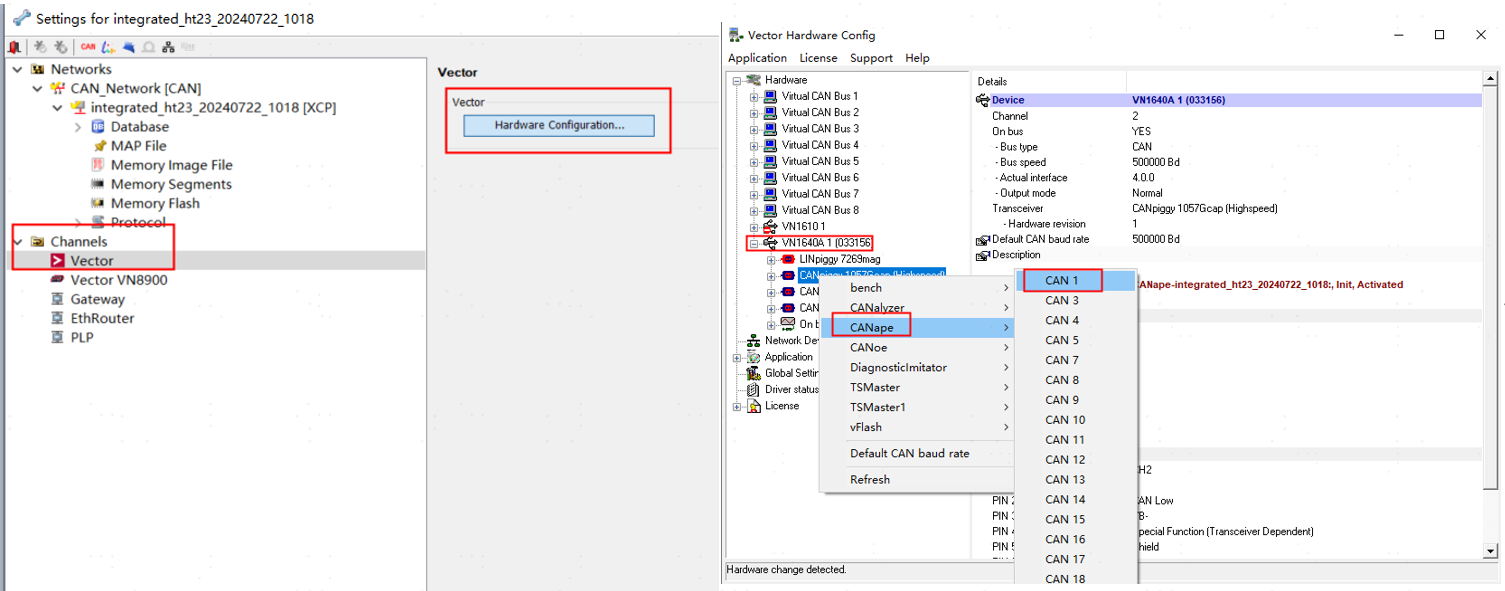 Settings for integrated_ht23_20240722_1018
CAN
Networks
CAN_Network [CAN]
integrated_ht23_20240722_1018 [XCP]
Database
MAP File
Memory Image File
Memory Segments
Memory Flash
Protocol
Channels
Vector
Vector VN8900
Gateway
EthRouter
PLP
Vector
Vector
Hardware Configuration...
Vector Hardware Config
Application License Support Help
Hardware
Virtual CAN Bus 1
Virtual CAN Bus 2
Virtual CAN Bus 3
Virtual CAN Bus 4
Virtual CAN Bus 5
Virtual CAN Bus 6
Virtual CAN Bus 7
Virtual CAN Bus 8
VN1610 1
VN1640A 1 (033156)
LINpiggy 7269mag
CANpiggy 1057Gcap (Highspeed)
CAN
CAN
On b
Network De
Application
Global Settin
Driver status
License
Details
Device VN1640A 1 (033156)
Channel 2
On bus YES
- Bus type CAN
- Bus speed 500000 Bd
- Actual interface 4.0.0
- Output mode Normal
Transceiver CANpiggy 1057Gcap (Highspeed)
- Hardware revision 1
Default CAN baud rate 500000 Bd
Description
CANape-integrated_ht23_20240722_1018:, Init, Activated
H2
PIN 2 AN Low
PIN 3 B-
PIN 4 pecial Function (Transceiver Dependent)
PIN 5 hield
bench
CANalyzer
CANape
CANoe
DiagnosticImitator
TSMaster
TSMaster1
vFlash
Default CAN baud rate
Refresh
CAN 1
CAN 3
CAN 4
CAN 5
CAN 7
CAN 8
CAN 9
CAN 10
CAN 11
CAN 12
CAN 13
CAN 14
CAN 15
CAN 16
CAN 17
CAN 18
Hardware change detected.